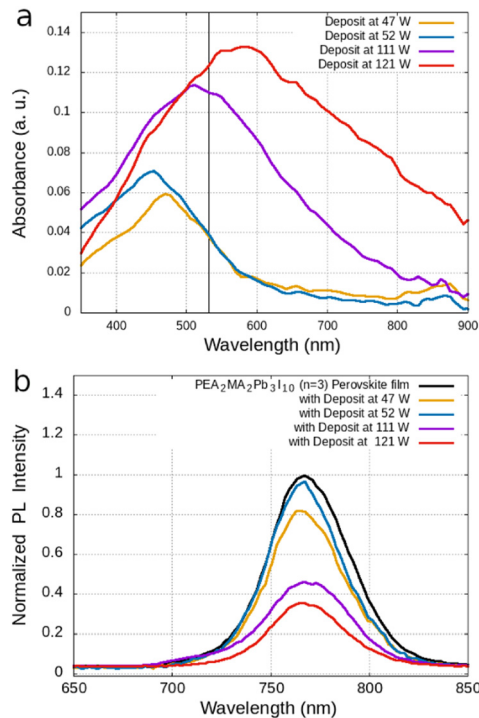 a
0.14
0.12
0.1
0.08
0.06
0.04
0.02
0
Absorbance (a. u.)
Deposit at 47 W
Deposit at 52 W
Deposit at 111 W
Deposit at 121 W
400 500 600 700 800 900
Wavelength (nm)
b
1.4
1.2
1
0.8
0.6
0.4
0.2
0
Normalized PL Intensity
PEA₂MA₂Pb₃I₁₀ (n=3) Perovskite film
with Deposit at 47 W
with Deposit at 52 W
with Deposit at 111 W
with Deposit at 121 W
650 700 750 800 850
Wavelength (nm)